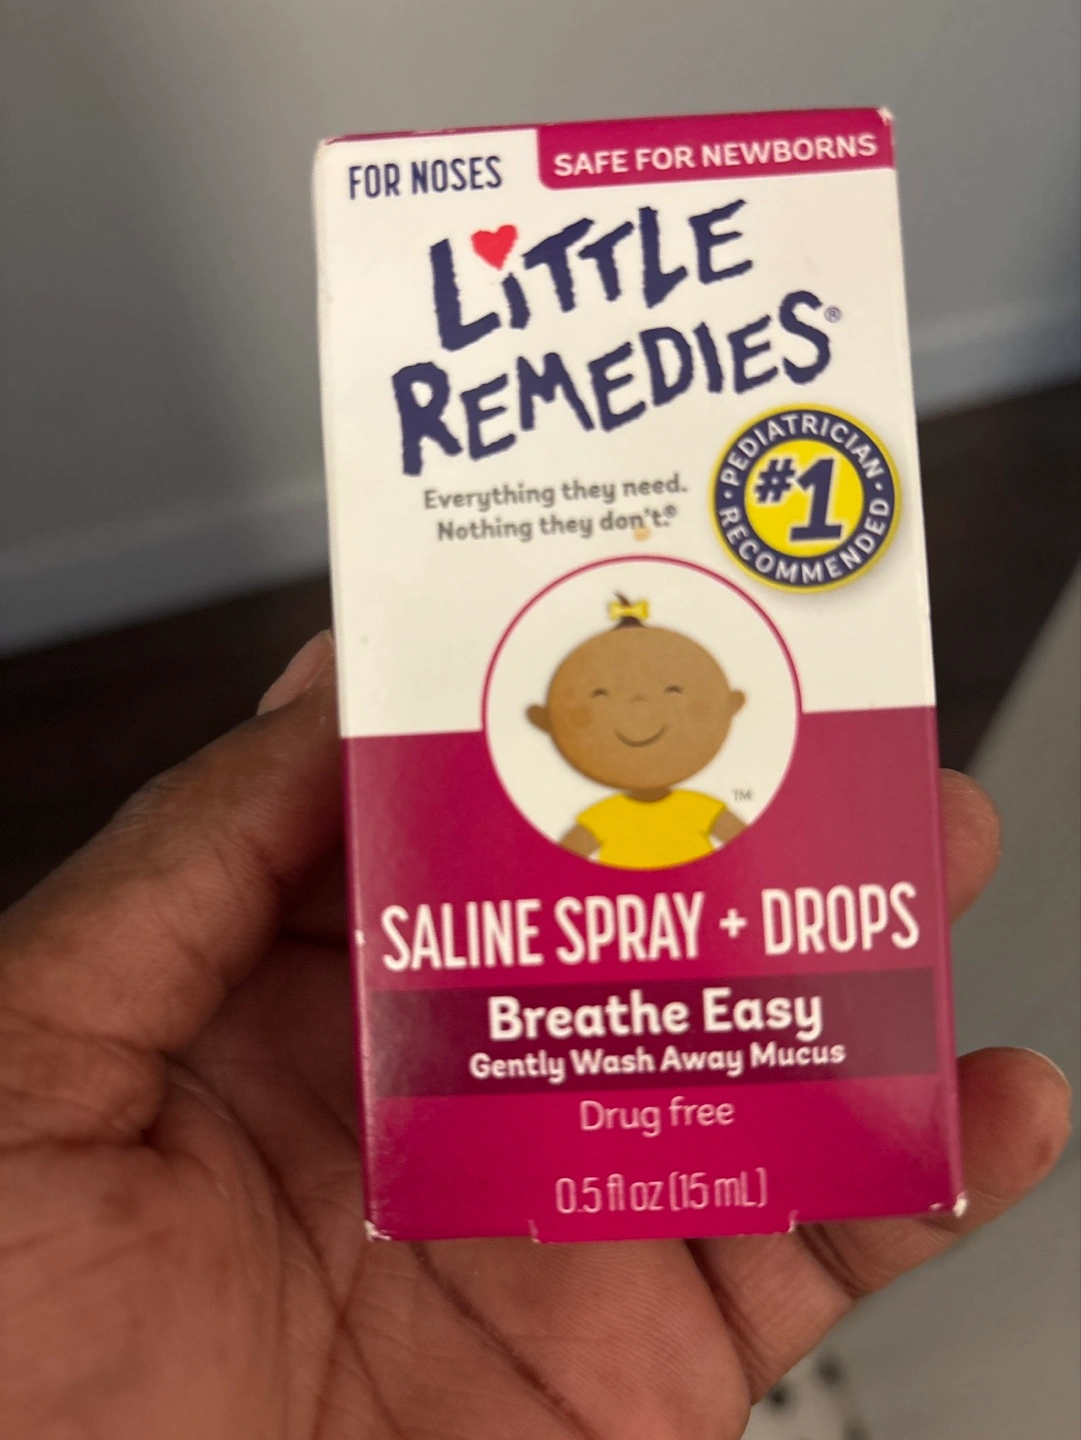 FOR NOSES
SAFE FOR NEWBORNS
LiTTLE
REMEDIES®
Everything they need.
Nothing they don't.®
PEDIATRICIAN
#1
RECOMMENDED
TM
SALINE SPRAY + DROPS
Breathe Easy
Gently Wash Away Mucus
Drug free
0.5 fl oz (15 mL)